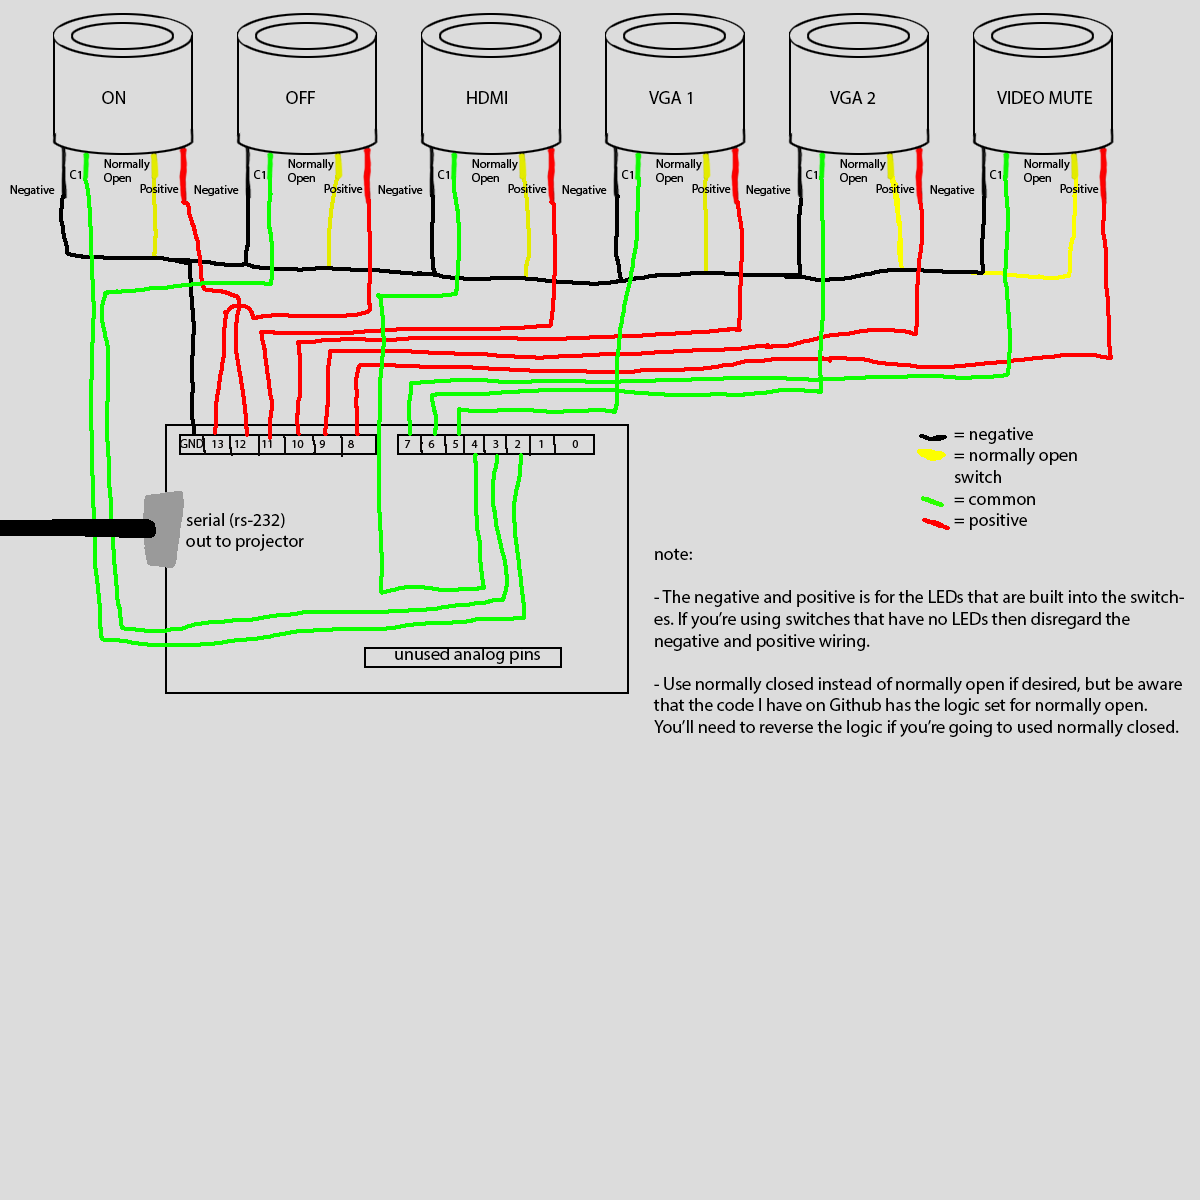 ON
OFF
HDMI
VGA 1
VGA 2
VIDEO MUTE
Negative
C1
Normally
Open
Positive
Negative
C1
Normally
Open
Positive
Negative
C1
Normally
Open
Positive
Negative
C1
Normally
Open
Positive
Negative
C1
Normally
Open
Positive
Negative
C1
Normally
Open
Positive
GND 13 12 11 10 9 8
7 6 5 4 3 2 1 0
serial (rs-232)
out to projector
unused analog pins
= negative
= normally open
switch
= common
= positive
note:
- The negative and positive is for the LEDs that are built into the switch-
es. If you're using switches that have no LEDs then disregard the
negative and positive wiring.
- Use normally closed instead of normally open if desired, but be aware
that the code I have on Github has the logic set for normally open.
You'll need to reverse the logic if you're going to used normally closed.